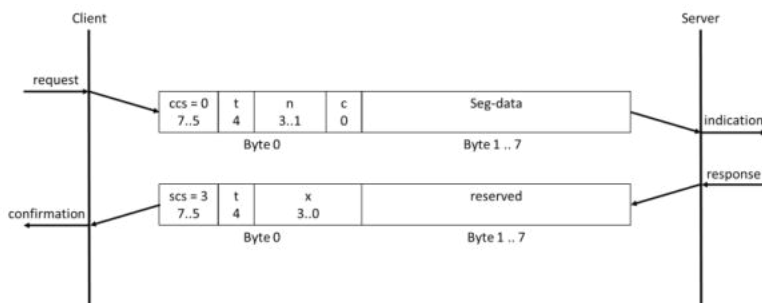 Client Server
request
ccs = 0 t n c Seg-data
7..5 4 3..1 0
indication
Byte 0 Byte 1 .. 7
response
scs = 3 t x reserved
7..5 4 3..0
confirmation
Byte 0 Byte 1 .. 7